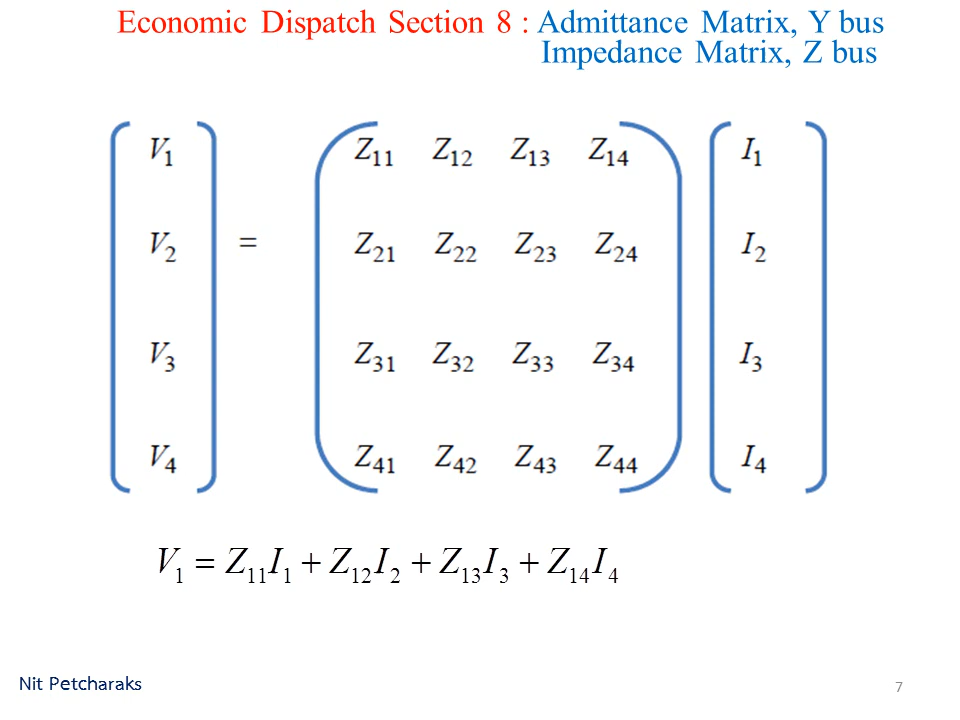 Economic Dispatch Section 8 : Admittance Matrix, Y bus
Impedance Matrix, Z bus
V₁ Z₁₁ Z₁₂ Z₁₃ Z₁₄ I₁
V₂ = Z₂₁ Z₂₂ Z₂₃ Z₂₄ I₂
V₃ Z₃₁ Z₃₂ Z₃₃ Z₃₄ I₃
V₄ Z₄₁ Z₄₂ Z₄₃ Z₄₄ I₄
V₁ = Z₁₁I₁ + Z₁₂I₂ + Z₁₃I₃ + Z₁₄I₄
Nit Petcharaks
7